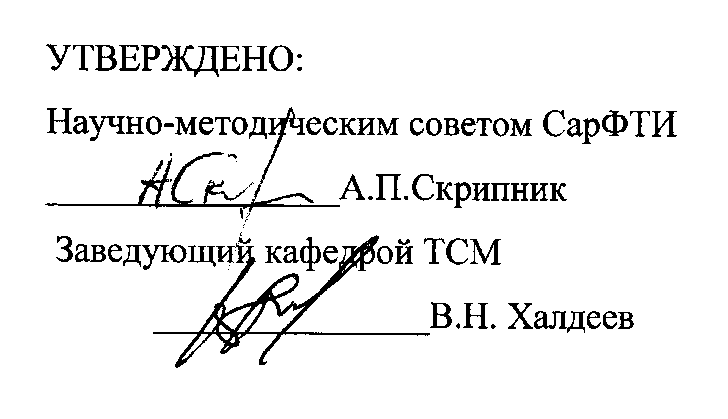 УТВЕРЖДЕНО:
Научно-методическим советом СарФТИ
А.П.Скрипник
Заведующий кафедрой ТСМ
В.Н. Халдеев